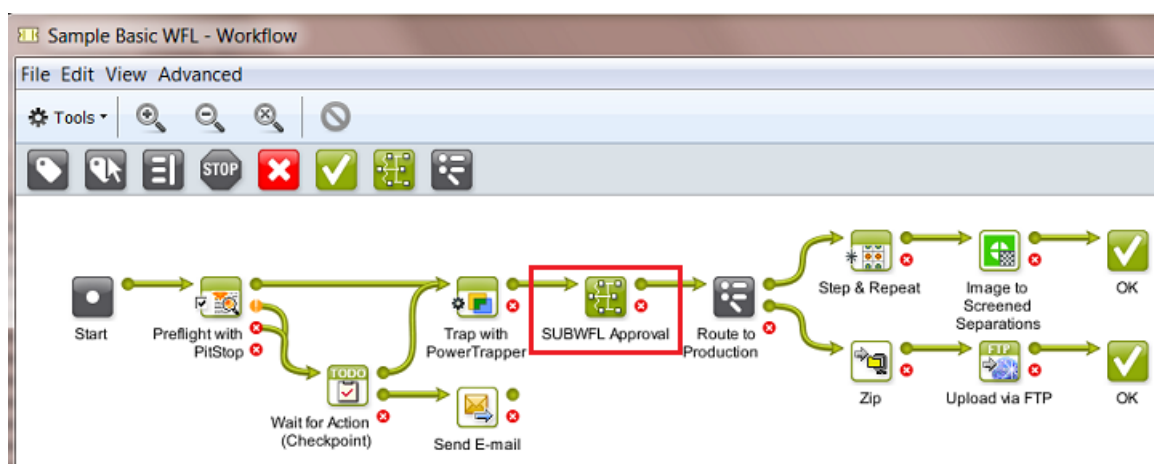 Sample Basic WFL - Workflow
File Edit View Advanced
Tools
STOP
Start
Preflight with
PitStop
TODO
Wait for Action
(Checkpoint)
Trap with
PowerTrapper
Send E-mail
SUBWFL Approval
Route to
Production
Step & Repeat
Image to
Screened
Separations
OK
Zip
FTP
Upload via FTP
OK